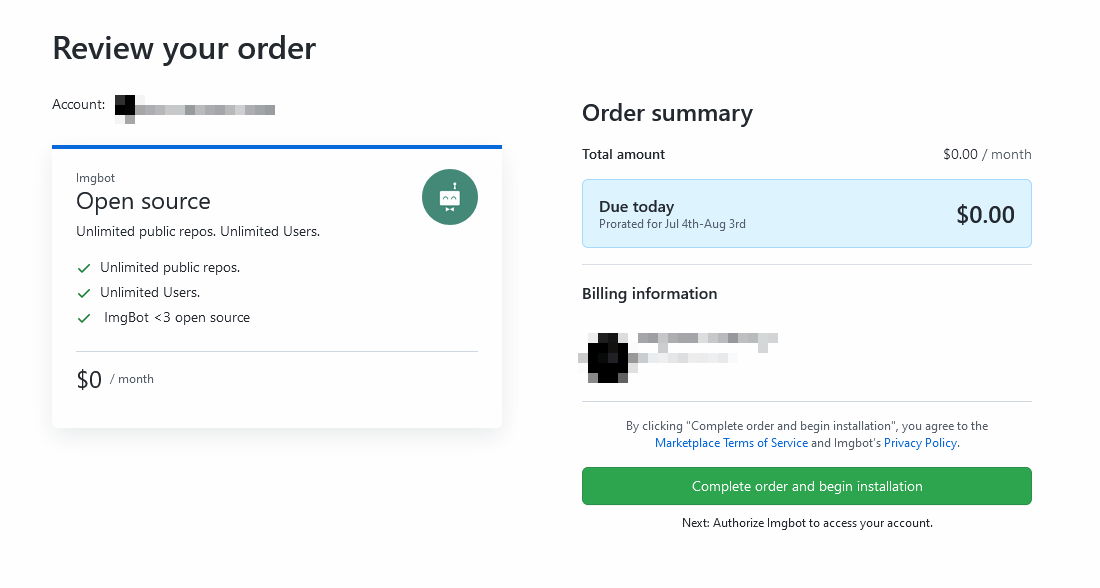 Review your order
Account:
Imgbot
Open source
Unlimited public repos. Unlimited Users.
Unlimited public repos.
Unlimited Users.
ImgBot <3 open source
$0 / month
Order summary
Total amount $0.00 / month
Due today
Prorated for Jul 4th-Aug 3rd
$0.00
Billing information
By clicking "Complete order and begin installation", you agree to the
Marketplace Terms of Service and Imgbot's Privacy Policy.
Complete order and begin installation
Next: Authorize Imgbot to access your account.